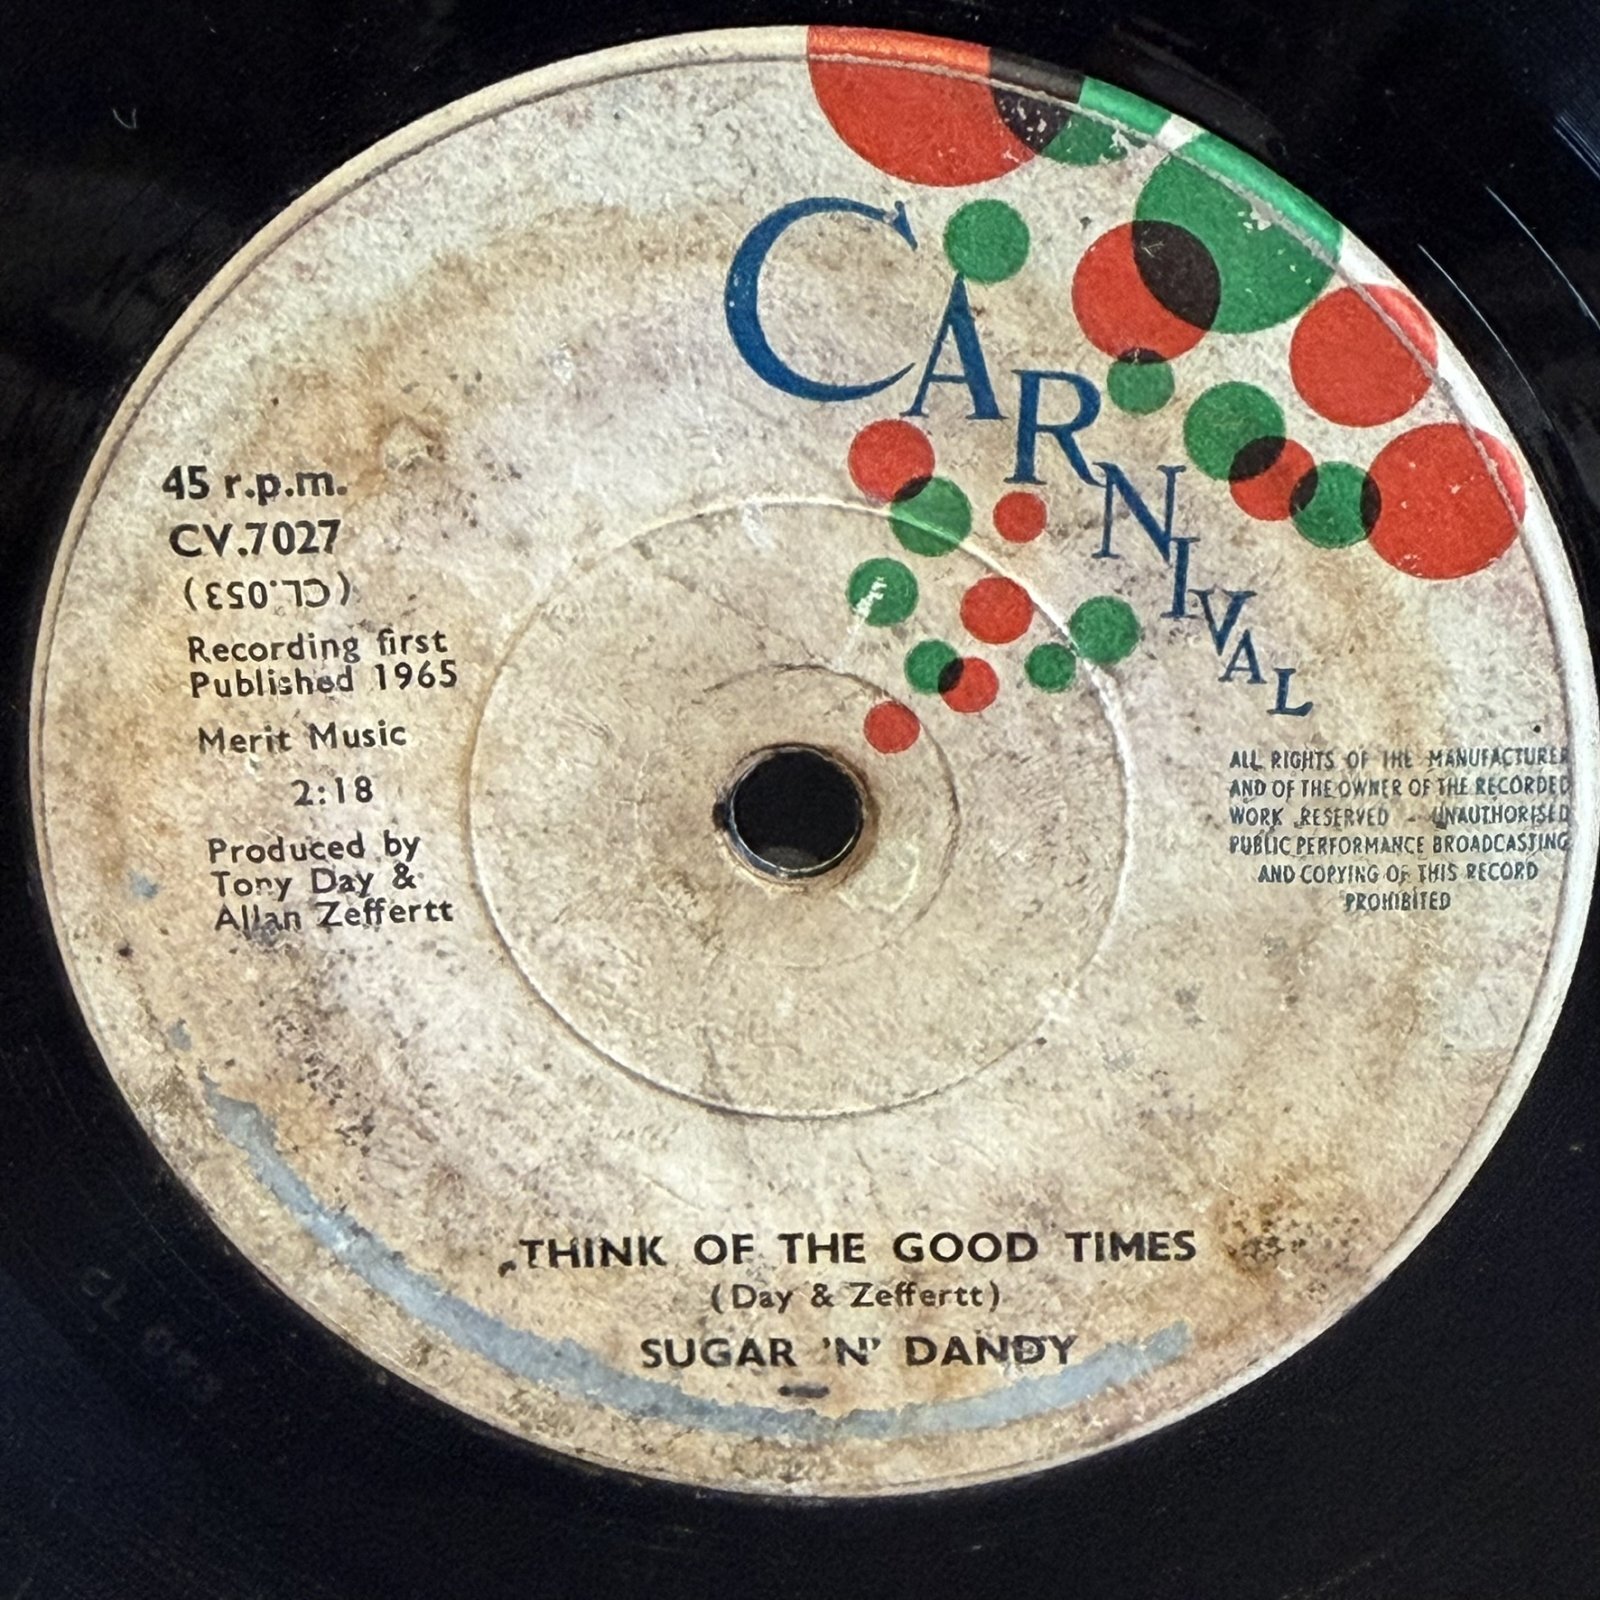 CARNIVAL
45 r.p.m.
CV.7027
(CL.053)
Recording first
Published 1965
Merit Music
2:18
Produced by
Tony Day &
Allan Zeffertt
ALL RIGHTS OF THE MANUFACTURER
AND OF THE OWNER OF THE RECORDED
WORK RESERVED - UNAUTHORISED
PUBLIC PERFORMANCE BROADCASTING
AND COPYING OF THIS RECORD
PROHIBITED
THINK OF THE GOOD TIMES
(Day & Zeffertt)
SUGAR 'N' DANDY